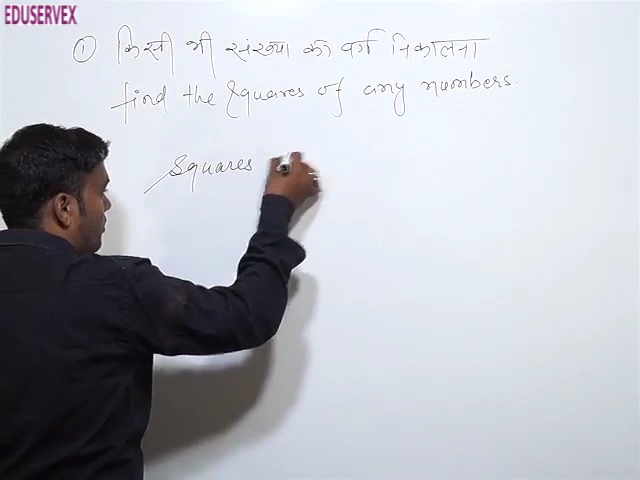 EDUSERVEX
① किसी भी संख्या का वर्ग निकालना
find the squares of any numbers.
squares